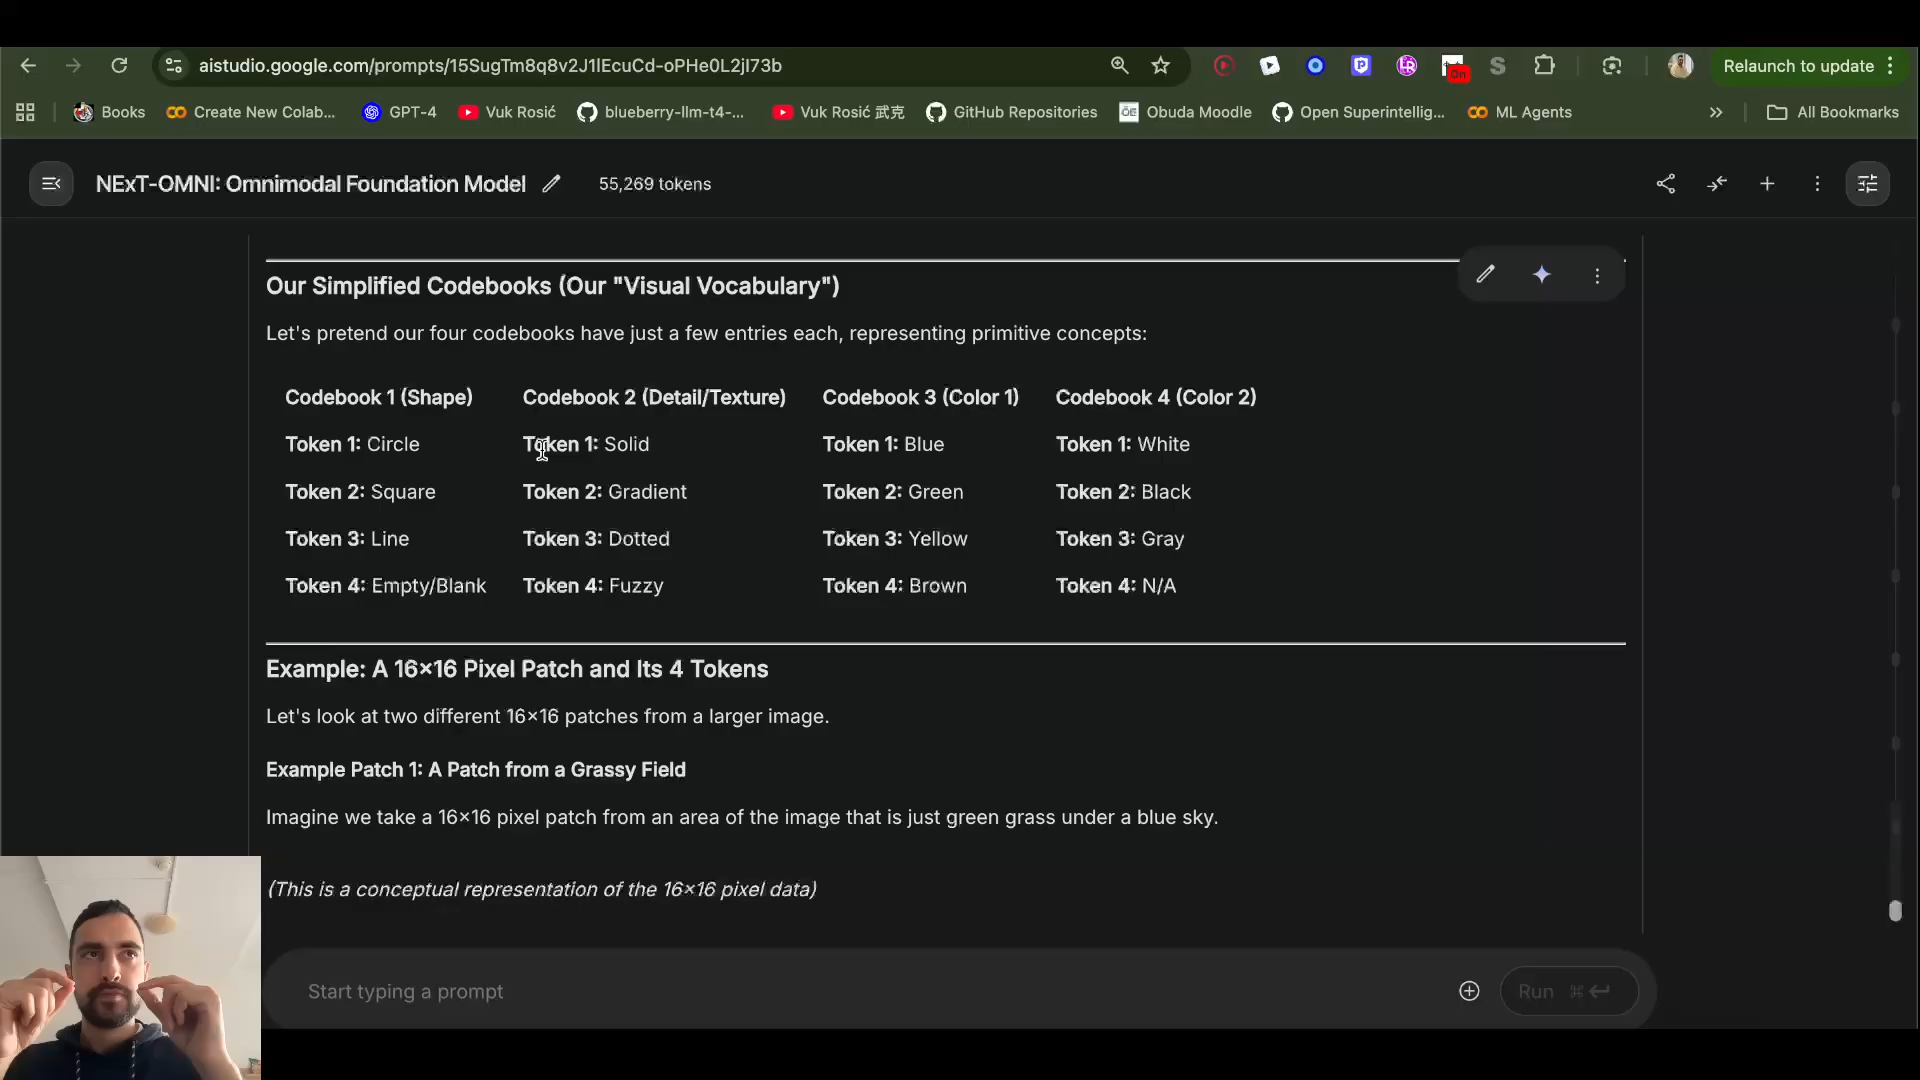 aistudio.google.com/prompts/15SugTm8q8v2J1lEcuCd-oPHe0L2jI73b
On
Relaunch to update
Books
Create New Colab...
GPT-4
Vuk Rosić
blueberry-llm-t4-...
Vuk Rosić 武克
GitHub Repositories
Obuda Moodle
Open Superintellig...
ML Agents
All Bookmarks
NExT-OMNI: Omnimodal Foundation Model
55,269 tokens
Our Simplified Codebooks (Our "Visual Vocabulary")
Let's pretend our four codebooks have just a few entries each, representing primitive concepts:
Codebook 1 (Shape) Codebook 2 (Detail/Texture) Codebook 3 (Color 1) Codebook 4 (Color 2)
Token 1: Circle Token 1: Solid Token 1: Blue Token 1: White
Token 2: Square Token 2: Gradient Token 2: Green Token 2: Black
Token 3: Line Token 3: Dotted Token 3: Yellow Token 3: Gray
Token 4: Empty/Blank Token 4: Fuzzy Token 4: Brown Token 4: N/A
Example: A 16×16 Pixel Patch and Its 4 Tokens
Let's look at two different 16×16 patches from a larger image.
Example Patch 1: A Patch from a Grassy Field
Imagine we take a 16×16 pixel patch from an area of the image that is just green grass under a blue sky.
(This is a conceptual representation of the 16×16 pixel data)
Start typing a prompt
Run ⌘ ↵